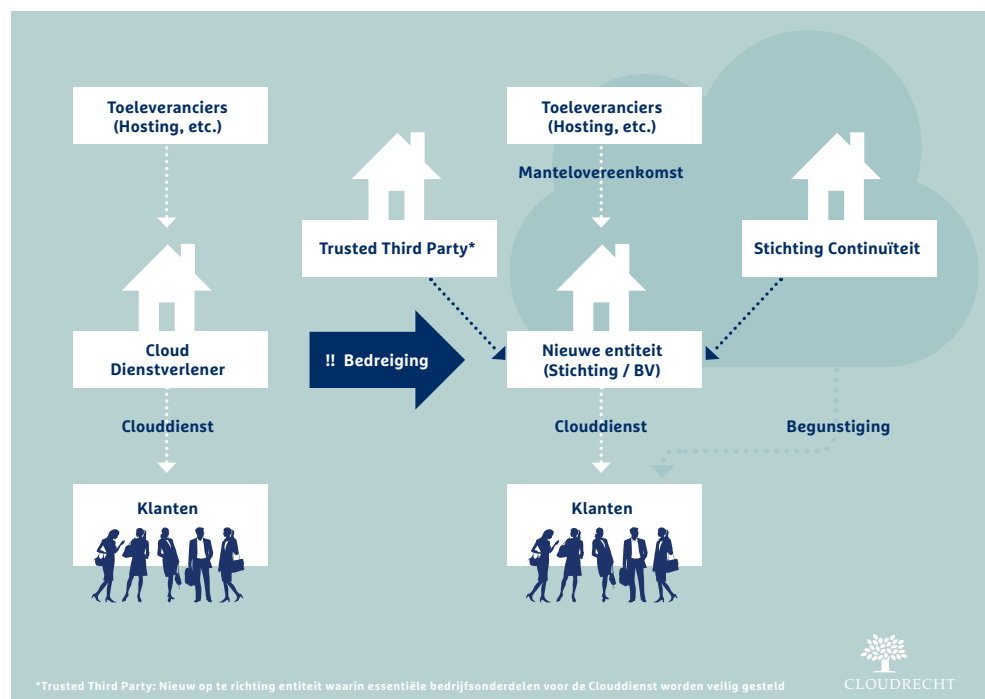 Toeleveranciers
(Hosting, etc.)
Cloud
Dienstverlener
Clouddienst
Klanten
!! Bedreiging
Trusted Third Party*
Toeleveranciers
(Hosting, etc.)
Mantelovereenkomst
Nieuwe entiteit
(Stichting / BV)
Clouddienst
Klanten
Stichting Continuïteit
Begunstiging
*Trusted Third Party: Nieuw op te richting entiteit waarin essentiële bedrijfsonderdelen voor de Clouddienst worden veilig gesteld
CLOUDRECHT